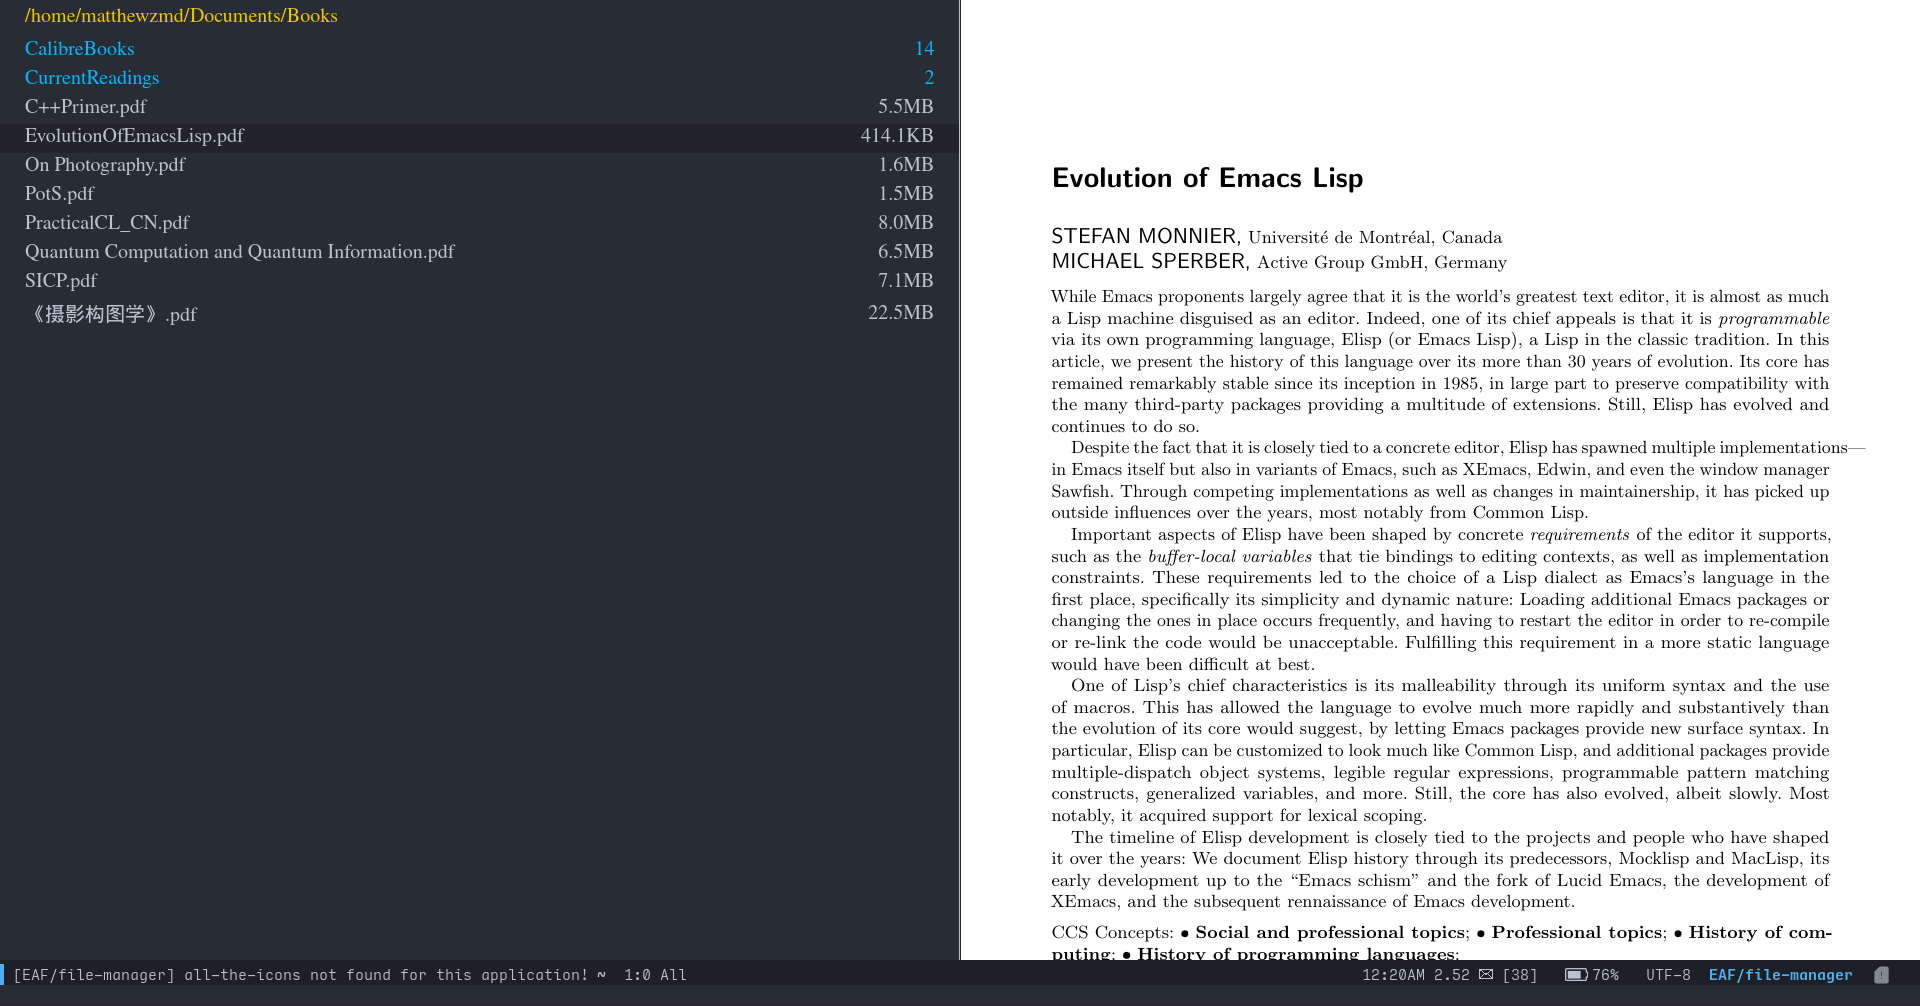 /home/matthewzmd/Documents/Books
CalibreBooks 14
CurrentReadings 2
C++Primer.pdf 5.5MB
EvolutionOfEmacsLisp.pdf 414.1KB
On Photography.pdf 1.6MB
PotS.pdf 1.5MB
PracticalCL_CN.pdf 8.0MB
Quantum Computation and Quantum Information.pdf 6.5MB
SICP.pdf 7.1MB
《摄影构图学》.pdf 22.5MB
Evolution of Emacs Lisp
STEFAN MONNIER, Université de Montréal, Canada
MICHAEL SPERBER, Active Group GmbH, Germany
While Emacs proponents largely agree that it is the world's greatest text editor, it is almost as much
a Lisp machine disguised as an editor. Indeed, one of its chief appeals is that it is programmable
via its own programming language, Elisp (or Emacs Lisp), a Lisp in the classic tradition. In this
article, we present the history of this language over its more than 30 years of evolution. Its core has
remained remarkably stable since its inception in 1985, in large part to preserve compatibility with
the many third-party packages providing a multitude of extensions. Still, Elisp has evolved and
continues to do so.
Despite the fact that it is closely tied to a concrete editor, Elisp has spawned multiple implementations—
in Emacs itself but also in variants of Emacs, such as XEmacs, Edwin, and even the window manager
Sawfish. Through competing implementations as well as changes in maintainership, it has picked up
outside influences over the years, most notably from Common Lisp.
Important aspects of Elisp have been shaped by concrete requirements of the editor it supports,
such as the buffer-local variables that tie bindings to editing contexts, as well as implementation
constraints. These requirements led to the choice of a Lisp dialect as Emacs's language in the
first place, specifically its simplicity and dynamic nature: Loading additional Emacs packages or
changing the ones in place occurs frequently, and having to restart the editor in order to re-compile
or re-link the code would be unacceptable. Fulfilling this requirement in a more static language
would have been difficult at best.
One of Lisp's chief characteristics is its malleability through its uniform syntax and the use
of macros. This has allowed the language to evolve much more rapidly and substantively than
the evolution of its core would suggest, by letting Emacs packages provide new surface syntax. In
particular, Elisp can be customized to look much like Common Lisp, and additional packages provide
multiple-dispatch object systems, legible regular expressions, programmable pattern matching
constructs, generalized variables, and more. Still, the core has also evolved, albeit slowly. Most
notably, it acquired support for lexical scoping.
The timeline of Elisp development is closely tied to the projects and people who have shaped
it over the years: We document Elisp history through its predecessors, Mocklisp and MacLisp, its
early development up to the “Emacs schism” and the fork of Lucid Emacs, the development of
XEmacs, and the subsequent rennaissance of Emacs development.
CCS Concepts: • Social and professional topics; • Professional topics; • History of com-
puting; • History of programming languages;
[EAF/file-manager] all-the-icons not found for this application! ~ 1:0 All 12:20AM 2.52 [38] 76% UTF-8 EAF/file-manager